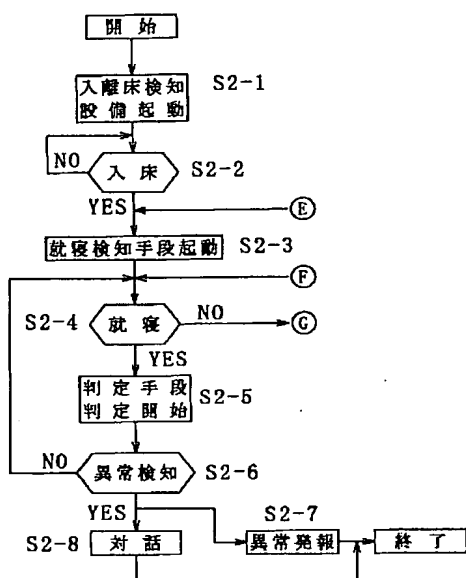 開始
入離床検知
設備起動
S2-1
NO
入床
S2-2
YES
E
就寝検知手段起動
S2-3
F
S2-4
就寝
NO
G
YES
判定手段
判定開始
S2-5
NO
異常検知
S2-6
YES
S2-7
S2-8
対話
異常発報
終了